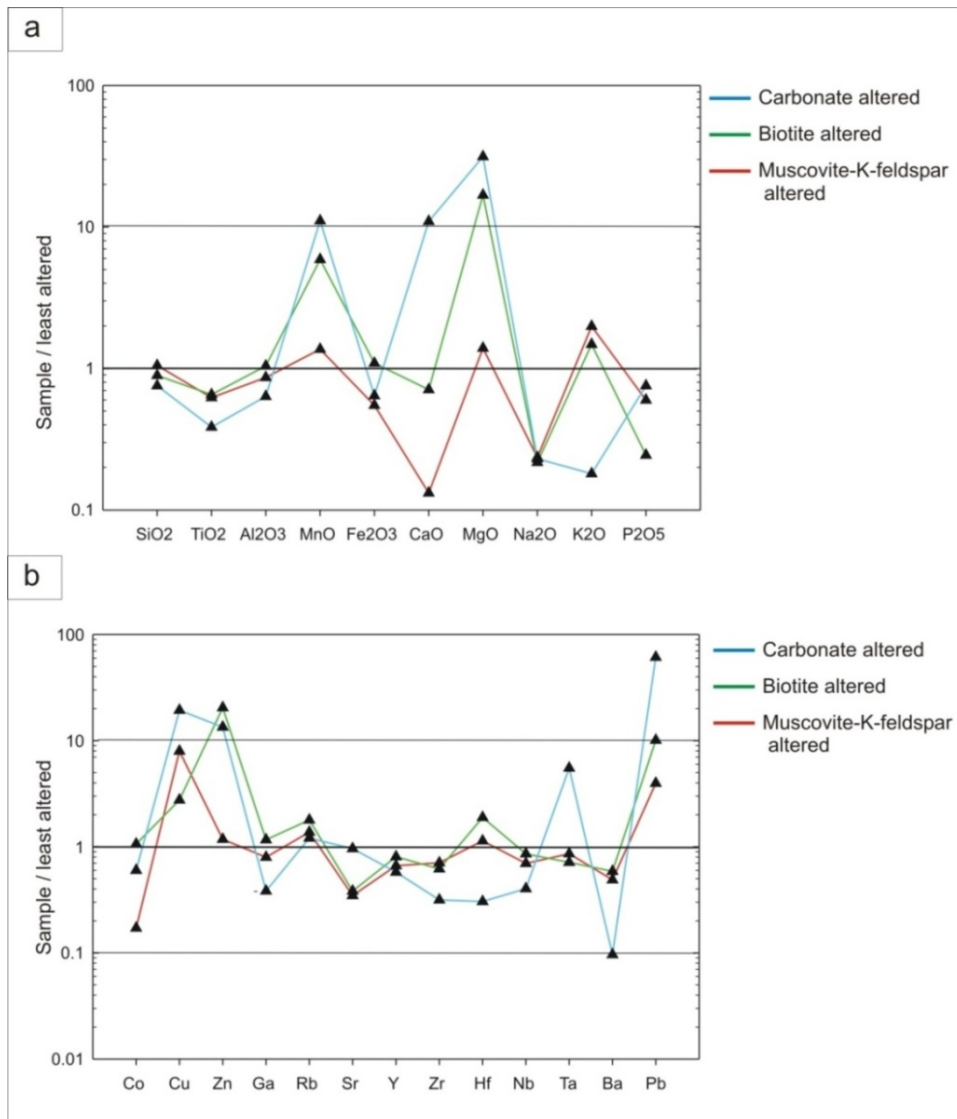 a
100
10
1
0.1
Sample / least altered
SiO2 TiO2 Al2O3 MnO Fe2O3 CaO MgO Na2O K2O P2O5
Carbonate altered
Biotite altered
Muscovite-K-feldspar
altered
b
100
10
1
0.1
0.01
Sample / least altered
Co Cu Zn Ga Rb Sr Y Zr Hf Nb Ta Ba Pb
Carbonate altered
Biotite altered
Muscovite-K-feldspar
altered